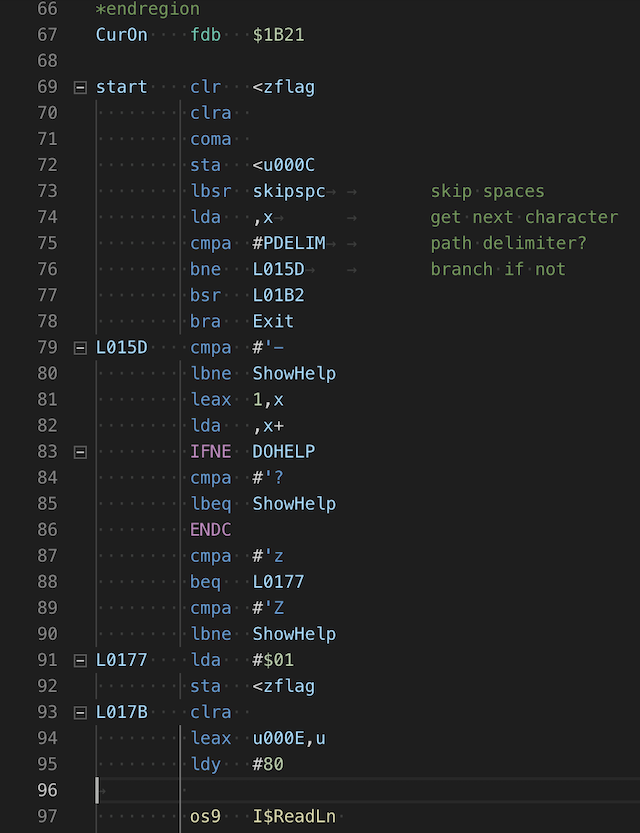 66 *endregion
67 CurOn fdb $1B21
68
69 start clr <zflag
70 clra
71 coma
72 sta <u000C
73 lbsr skipspc skip spaces
74 lda ,x get next character
75 cmpa #PDELIM path delimiter?
76 bne L015D branch if not
77 bsr L01B2
78 bra Exit
79 L015D cmpa #'-
80 lbne ShowHelp
81 leax 1,x
82 lda ,x+
83 IFNE DOHELP
84 cmpa #'?
85 lbeq ShowHelp
86 ENDC
87 cmpa #'z
88 beq L0177
89 cmpa #'Z
90 lbne ShowHelp
91 L0177 lda #$01
92 sta <zflag
93 L017B clra
94 leax u000E,u
95 ldy #80
96
97 os9 I$ReadLn